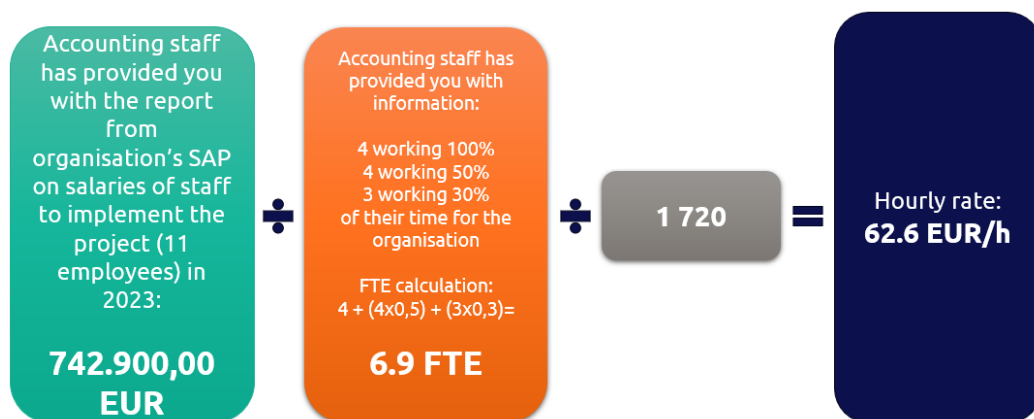 Accounting staff
has provided you
with the report
from
organisation's SAP
on salaries of staff
to implement the
project (11
employees) in
2023:
742.900,00
EUR
÷
Accounting staff has
provided you with
information:
4 working 100%
4 working 50%
3 working 30%
of their time for the
organisation
FTE calculation:
4 + (4x0,5) + (3x0,3)=
6.9 FTE
÷
1 720
=
Hourly rate:
62.6 EUR/h